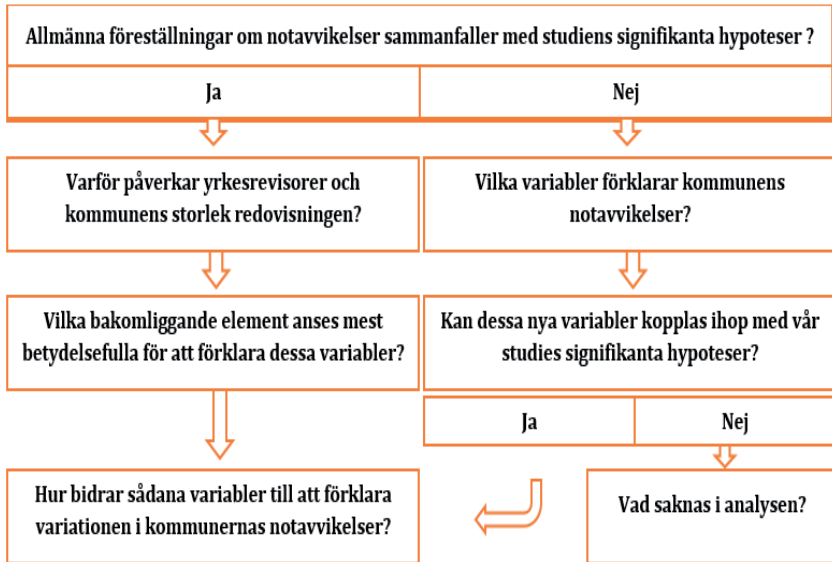 Allmänna föreställningar om notavvikelser sammanfaller med studiens signifikanta hypoteser ?
Ja
Nej
Varför påverkar yrkesrevisorer och
kommunens storlek redovisningen?
Vilka variabler förklarar kommunens
notavvikelser?
Vilka bakomliggande element anses mest
betydelsefulla för att förklara dessa variabler?
Kan dessa nya variabler kopplas ihop med vår
studies signifikanta hypoteser?
Ja
Nej
Hur bidrar sådana variabler till att förklara
variationen i kommunernas notavvikelser?
Vad saknas i analysen?